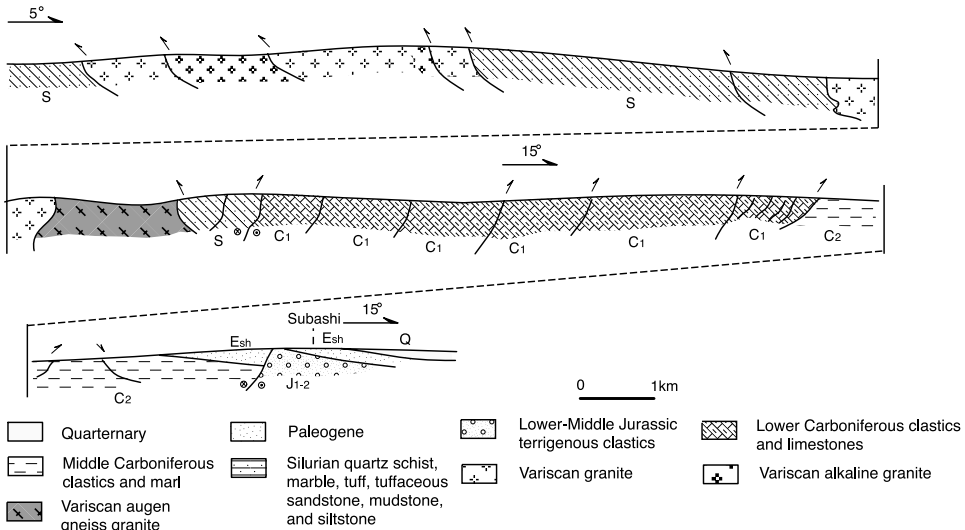 5°
S
S
15°
S
C1
C1
C1
C1
C1
C1
C2
Subashi
15°
Esh
Esh
Q
C2
J1-2
0 1km
Quarternary
Paleogene
Lower-Middle Jurassic
terrigenous clastics
Lower Carboniferous clastics
and limestones
Middle Carboniferous
clastics and marl
Silurian quartz schist,
marble, tuff, tuffaceous
sandstone, mudstone,
and siltstone
Variscan granite
Variscan alkaline granite
Variscan augen
gneiss granite